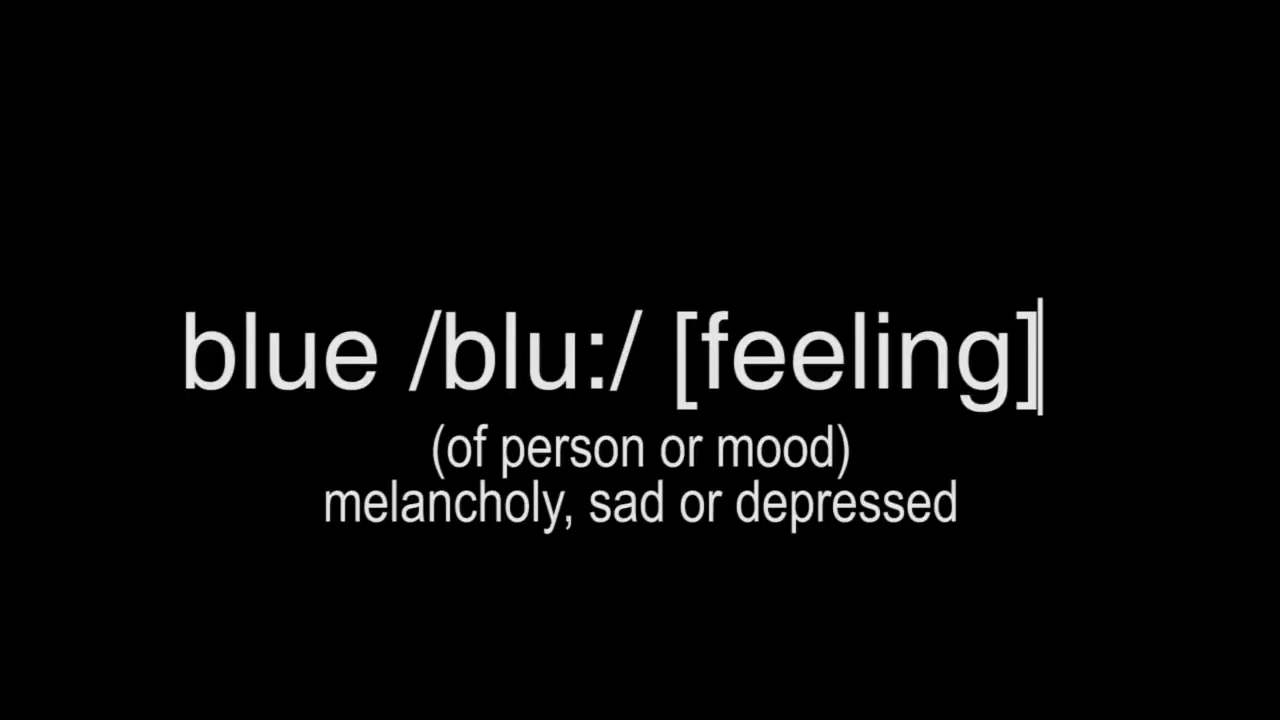 blue /blu:/ [feeling]
(of person or mood)
melancholy, sad or depressed